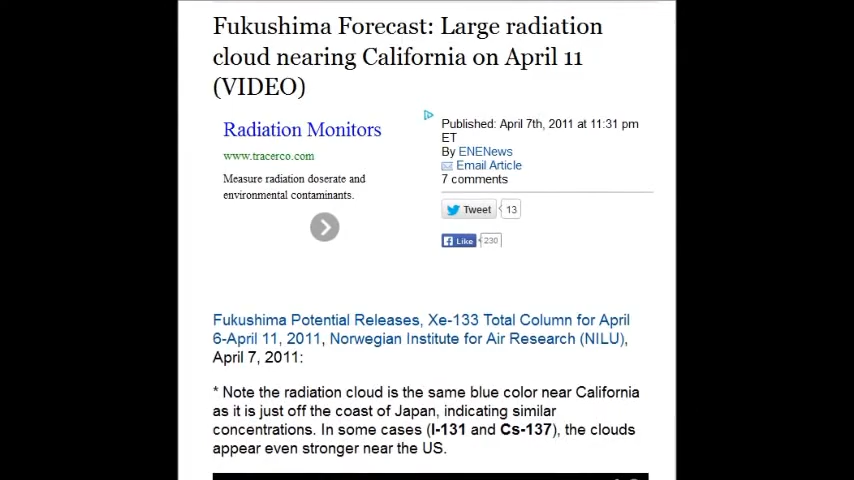 Fukushima Forecast: Large radiation
cloud nearing California on April 11
(VIDEO)
Radiation Monitors
www.tracerco.com
Measure radiation doserate and
environmental contaminants.
Published: April 7th, 2011 at 11:31 pm
ET
By ENENews
Email Article
7 comments
Tweet 13
Like 230
Fukushima Potential Releases, Xe-133 Total Column for April
6-April 11, 2011, Norwegian Institute for Air Research (NILU),
April 7, 2011:
* Note the radiation cloud is the same blue color near California
as it is just off the coast of Japan, indicating similar
concentrations. In some cases (I-131 and Cs-137), the clouds
appear even stronger near the US.